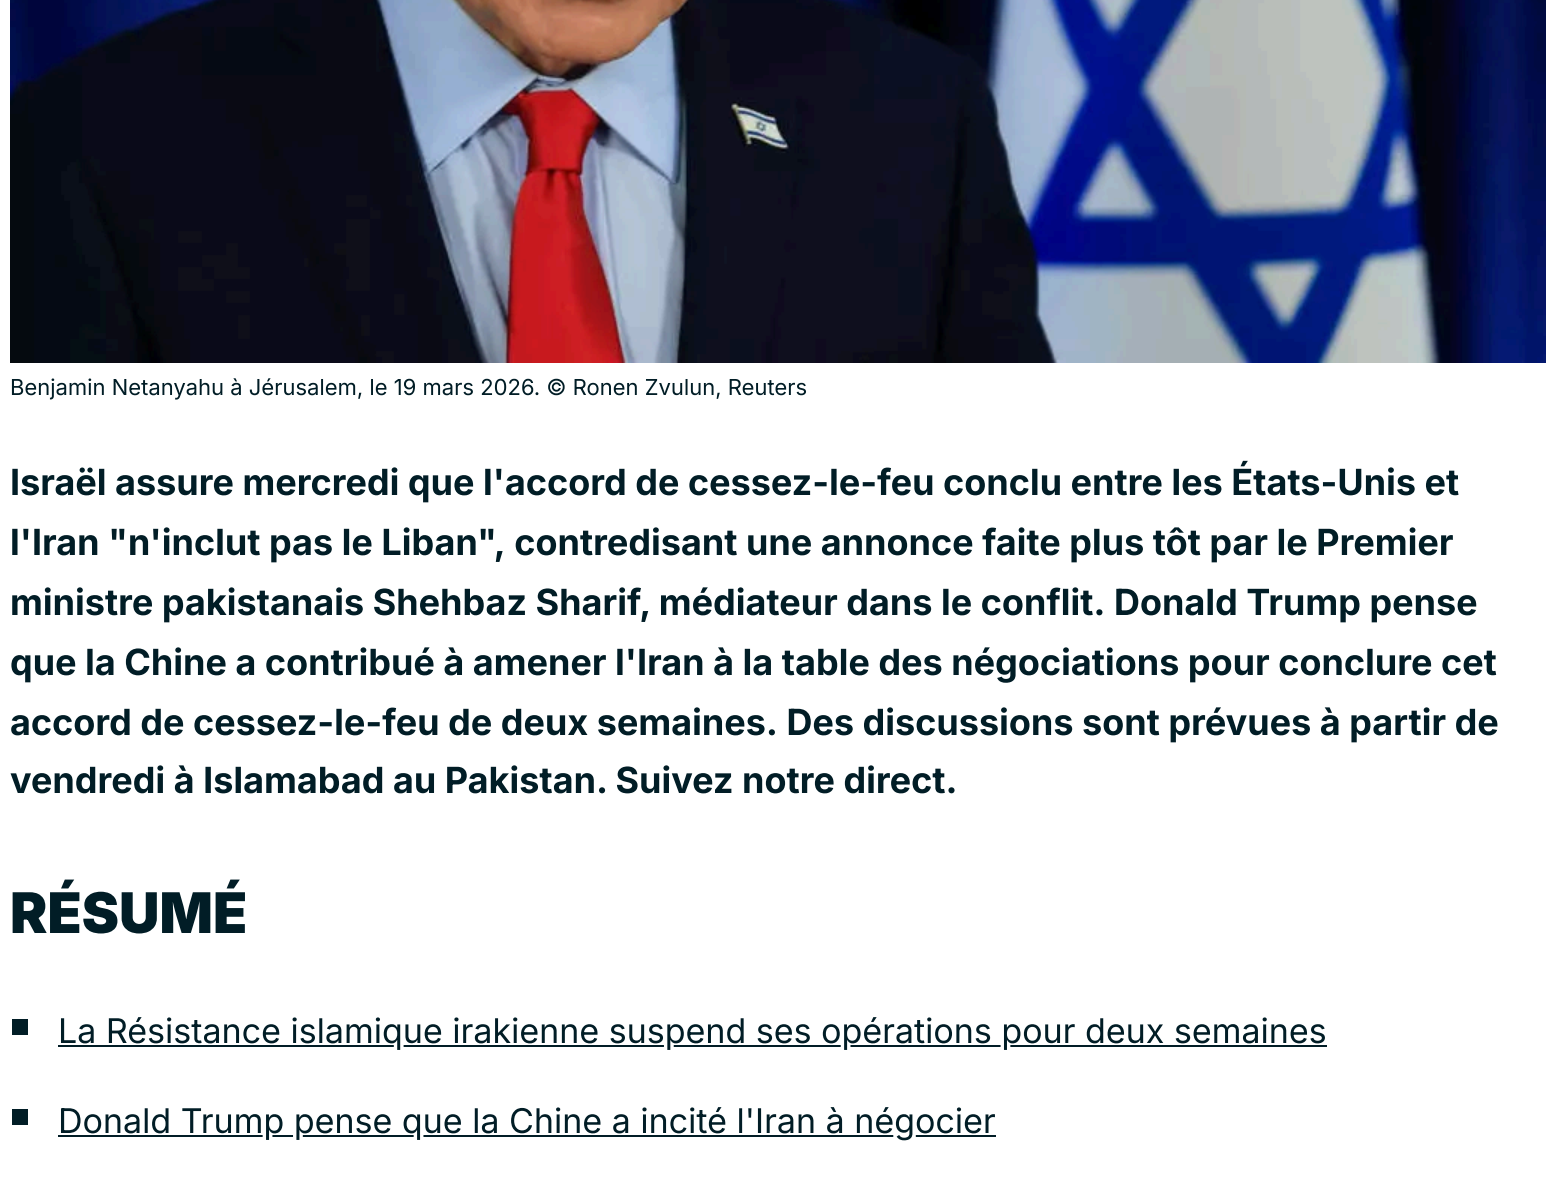 Benjamin Netanyahu à Jérusalem, le 19 mars 2026. © Ronen Zvulun, Reuters
Israël assure mercredi que l'accord de cessez-le-feu conclu entre les États-Unis et
l'Iran "n'inclut pas le Liban", contredisant une annonce faite plus tôt par le Premier
ministre pakistanais Shehbaz Sharif, médiateur dans le conflit. Donald Trump pense
que la Chine a contribué à amener l'Iran à la table des négociations pour conclure cet
accord de cessez-le-feu de deux semaines. Des discussions sont prévues à partir de
vendredi à Islamabad au Pakistan. Suivez notre direct.
RÉSUMÉ
La Résistance islamique irakienne suspend ses opérations pour deux semaines
Donald Trump pense que la Chine a incité l'Iran à négocier